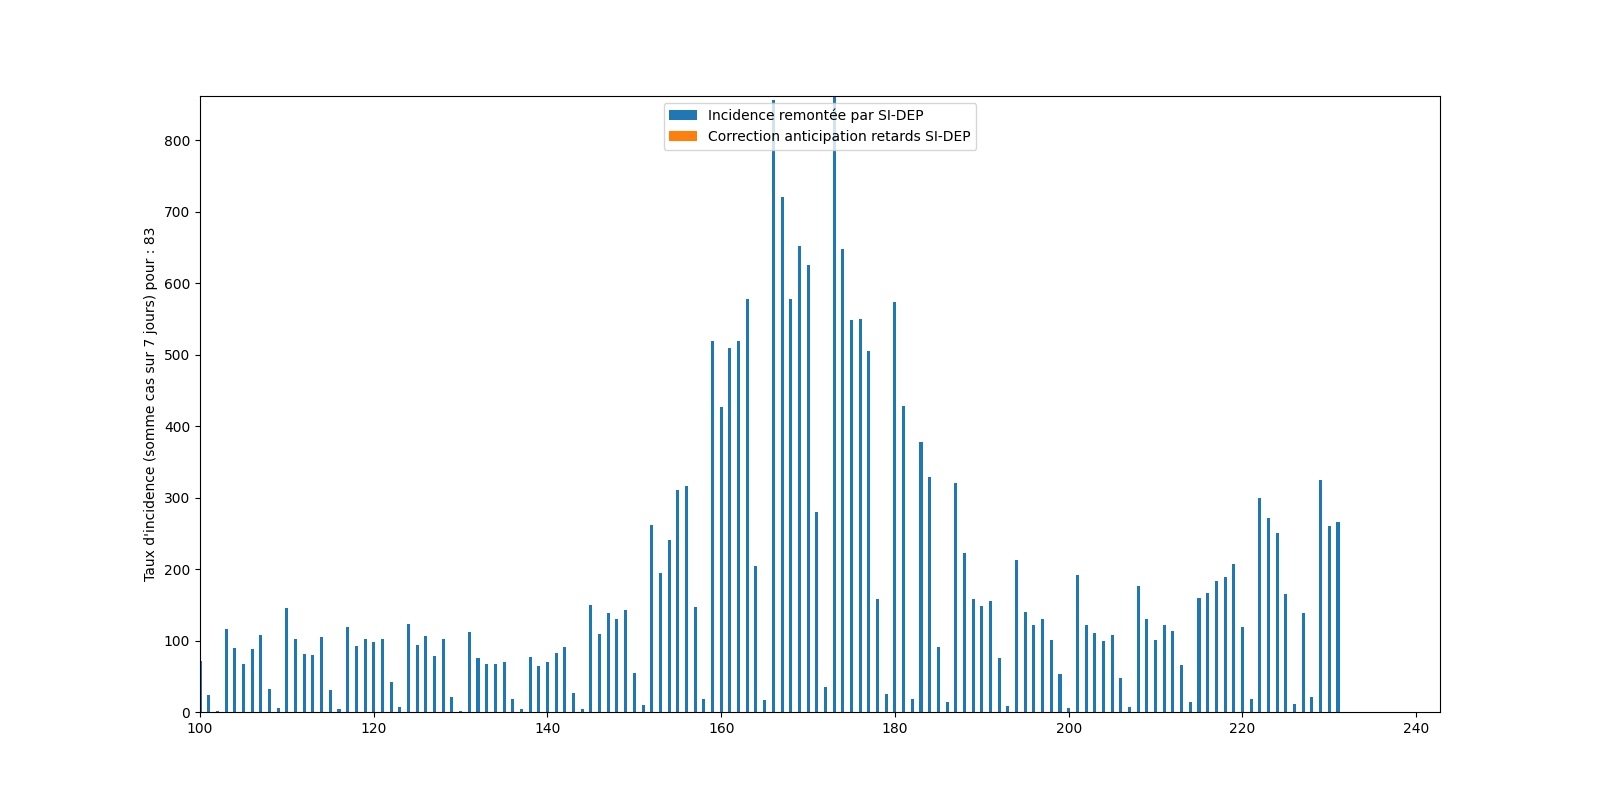 Incidence remontée par SI-DEP
Correction anticipation retards SI-DEP
Taux d'incidence (somme cas sur 7 jours) pour : 83
800
700
600
500
400
300
200
100
0
100 120 140 160 180 200 220 240